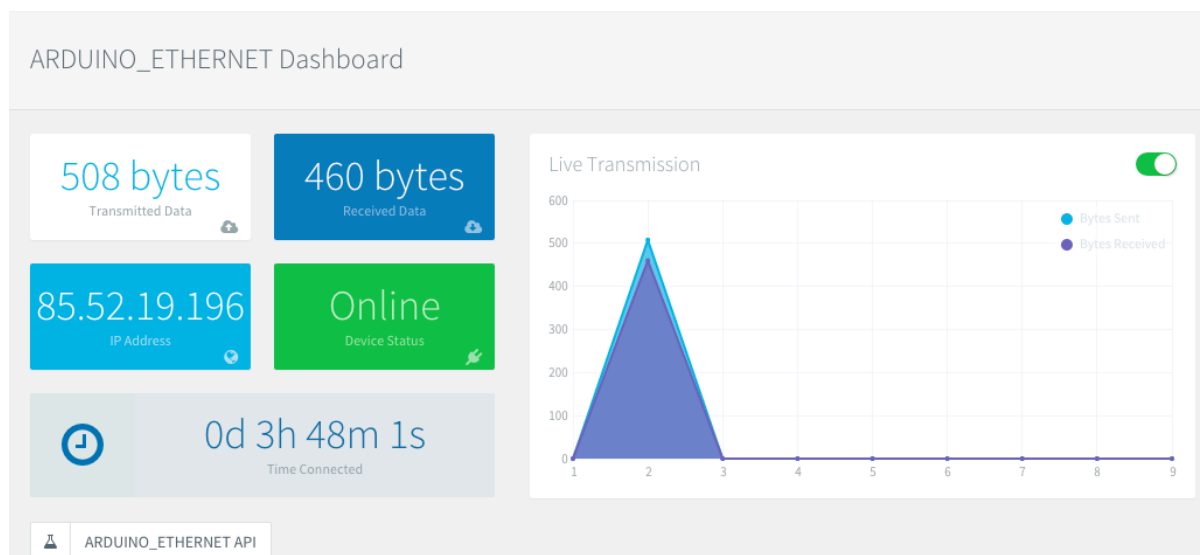 ARDUINO_ETHERNET Dashboard
508 bytes
Transmitted Data
460 bytes
Received Data
85.52.19.196
IP Address
Online
Device Status
0d 3h 48m 1s
Time Connected
ARDUINO_ETHERNET API
Live Transmission
Bytes Sent
Bytes Received
600
500
400
300
200
100
0
1 2 3 4 5 6 7 8 9